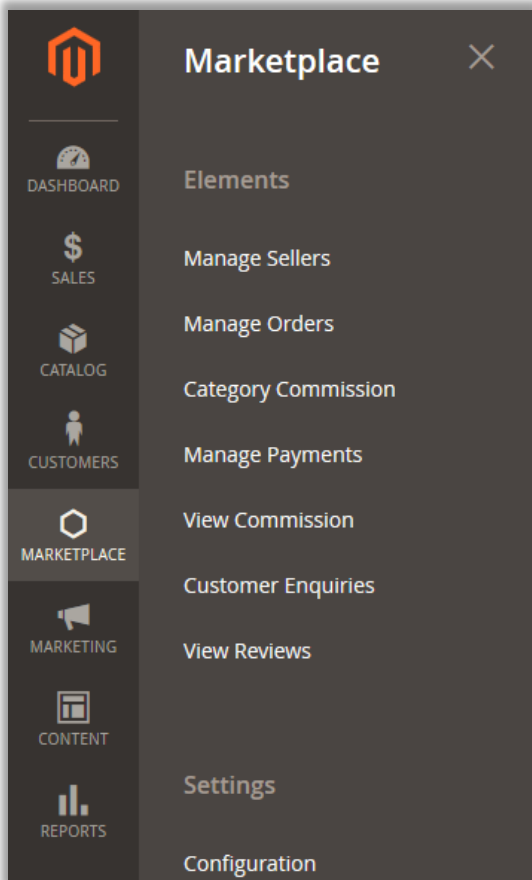 DASHBOARD
SALES
CATALOG
CUSTOMERS
MARKETPLACE
MARKETING
CONTENT
REPORTS
Marketplace
Elements
Manage Sellers
Manage Orders
Category Commission
Manage Payments
View Commission
Customer Enquiries
View Reviews
Settings
Configuration